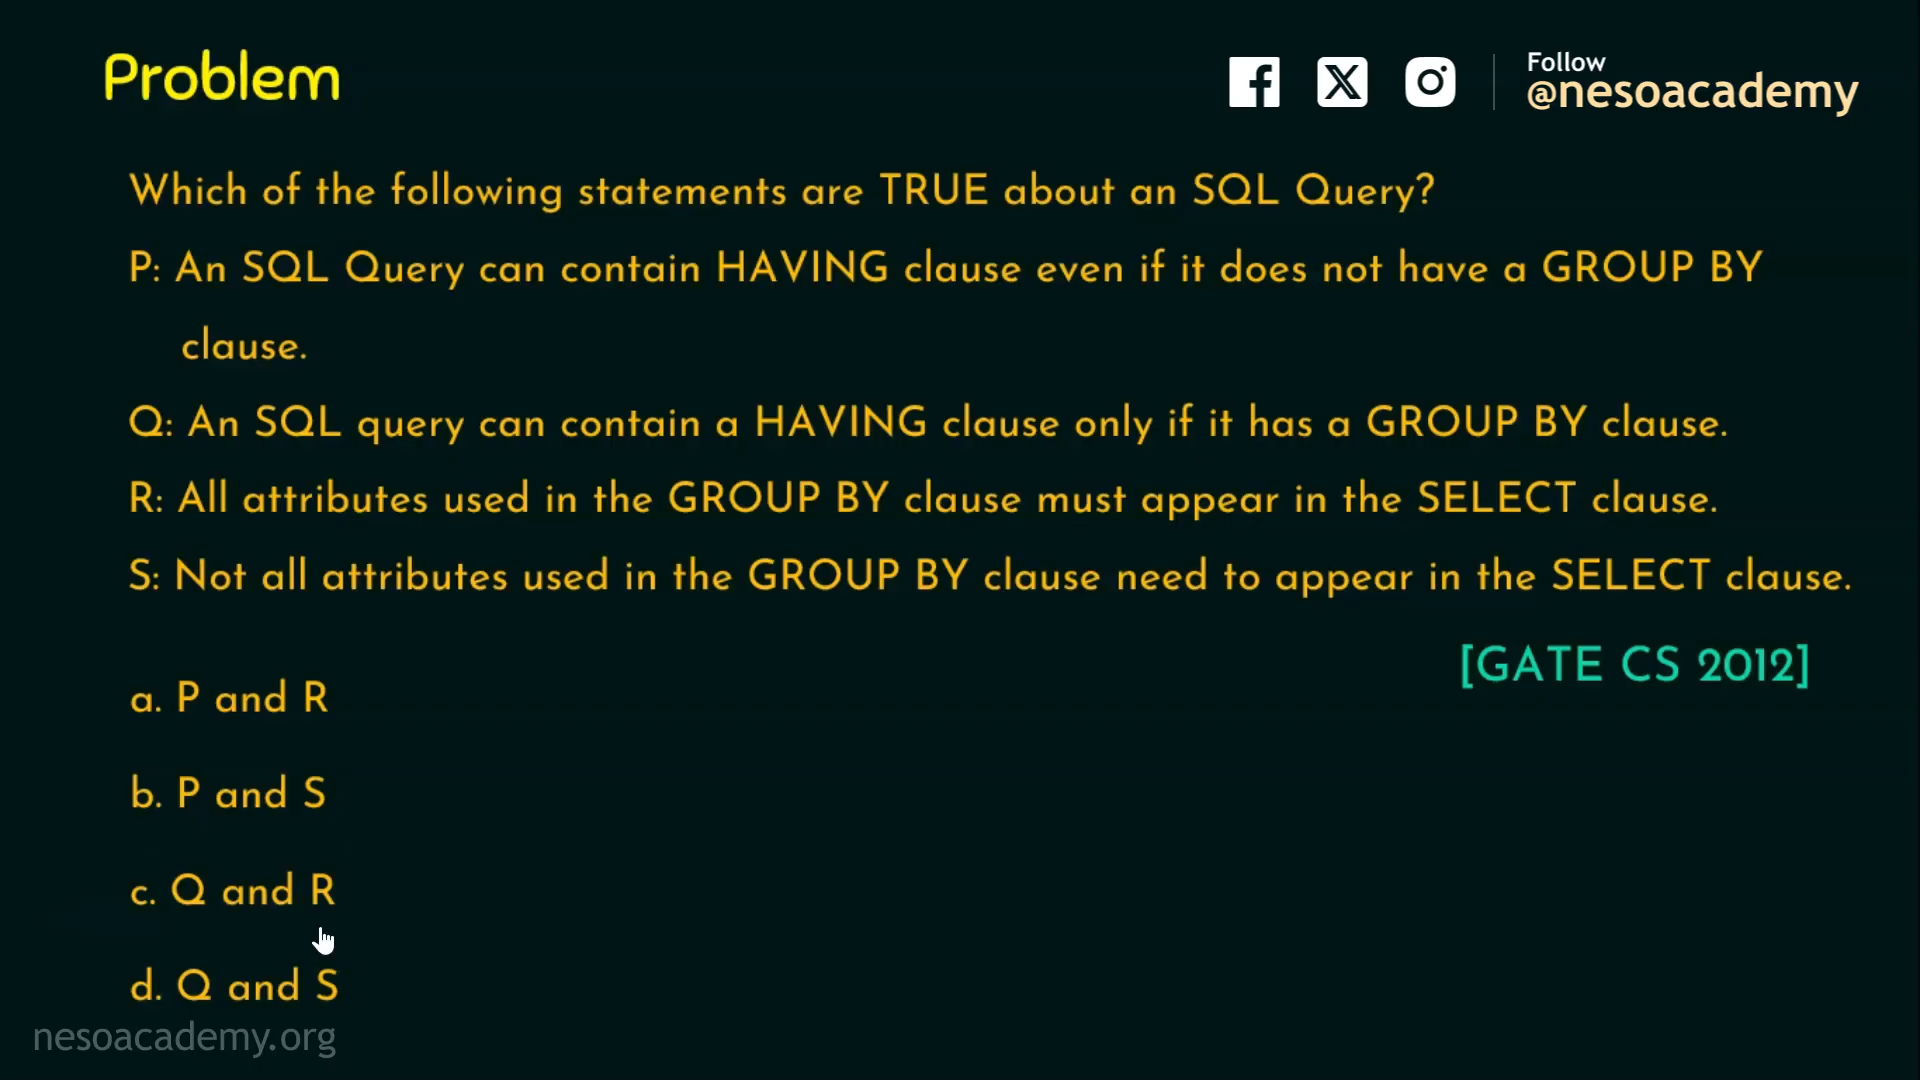 Problem
Follow
@nesoacademy
Which of the following statements are TRUE about an SQL Query?
P: An SQL Query can contain HAVING clause even if it does not have a GROUP BY
clause.
Q: An SQL query can contain a HAVING clause only if it has a GROUP BY clause.
R: All attributes used in the GROUP BY clause must appear in the SELECT clause.
S: Not all attributes used in the GROUP BY clause need to appear in the SELECT clause.
[GATE CS 2012]
a. P and R
b. P and S
c. Q and R
d. Q and S
nesoacademy.org